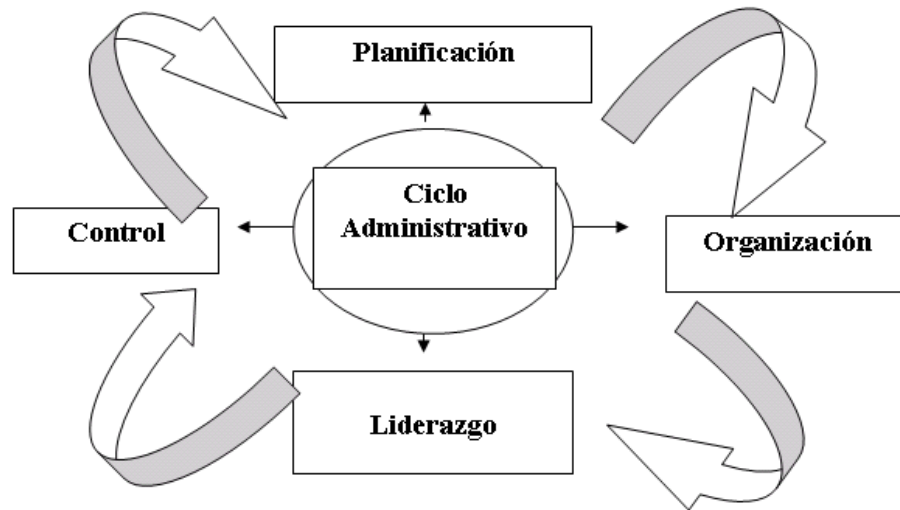 Planificación
Ciclo
Administrativo
Control
Organización
Liderazgo